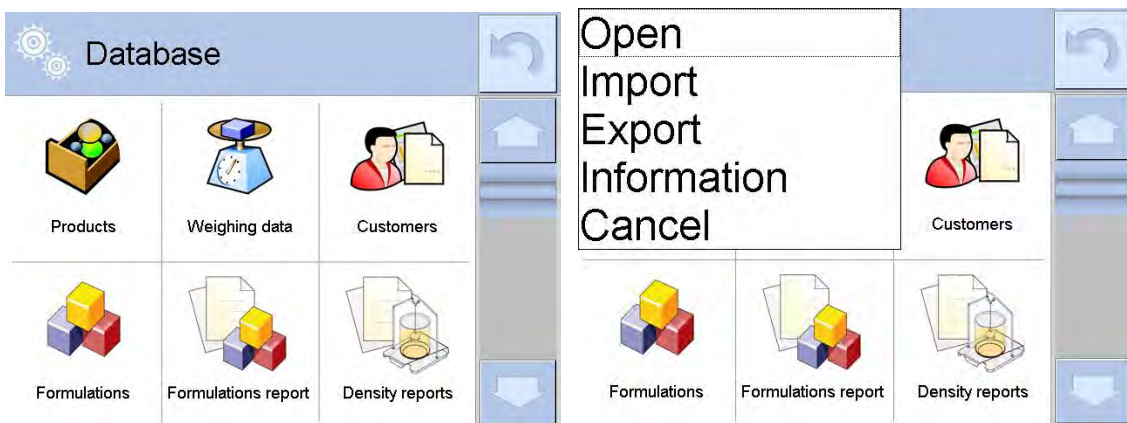 Database
Products
Weighing data
Customers
Formulations
Formulations report
Density reports
Open
Import
Export
Information
Cancel
Customers
Formulations
Formulations report
Density reports